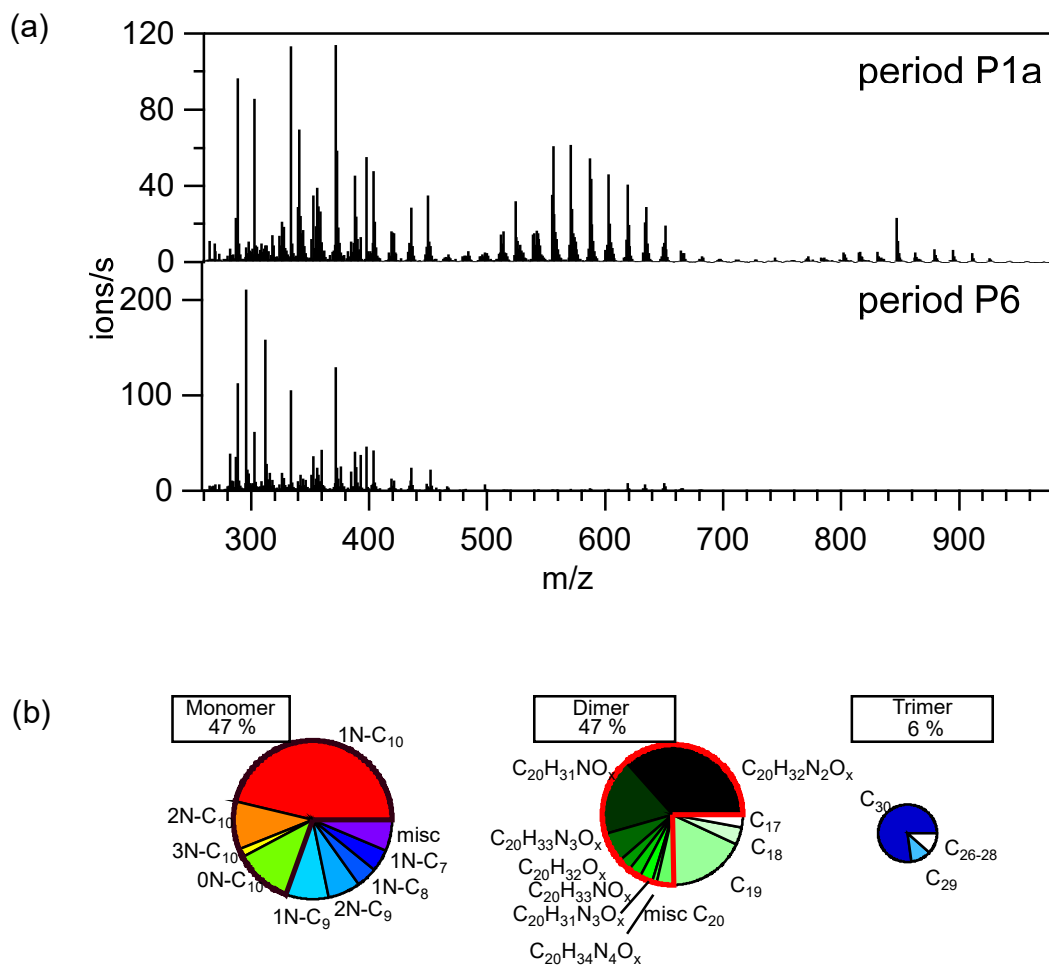 (a)
120
80
40
0
period P1a
ions/s
200
100
0
period P6
300 400 500 600 700 800 900
m/z
(b)
Monomer
47 %
1N-C₁₀
2N-C₁₀
3N-C₁₀
0N-C₁₀
1N-C₉
2N-C₉
1N-C₈
1N-C₇
misc
Dimer
47 %
C₂₀H₃₁NOₓ
C₂₀H₃₂N₂Oₓ
C₂₀H₃₃N₃Oₓ
C₂₀H₃₂Oₓ
C₂₀H₃₃NOₓ
C₂₀H₃₁N₃Oₓ
C₂₀H₃₄N₄Oₓ
misc C₂₀
C₁₉
C₁₈
C₁₇
Trimer
6 %
C₃₀
C₂₆₋₂₈
C₂₉